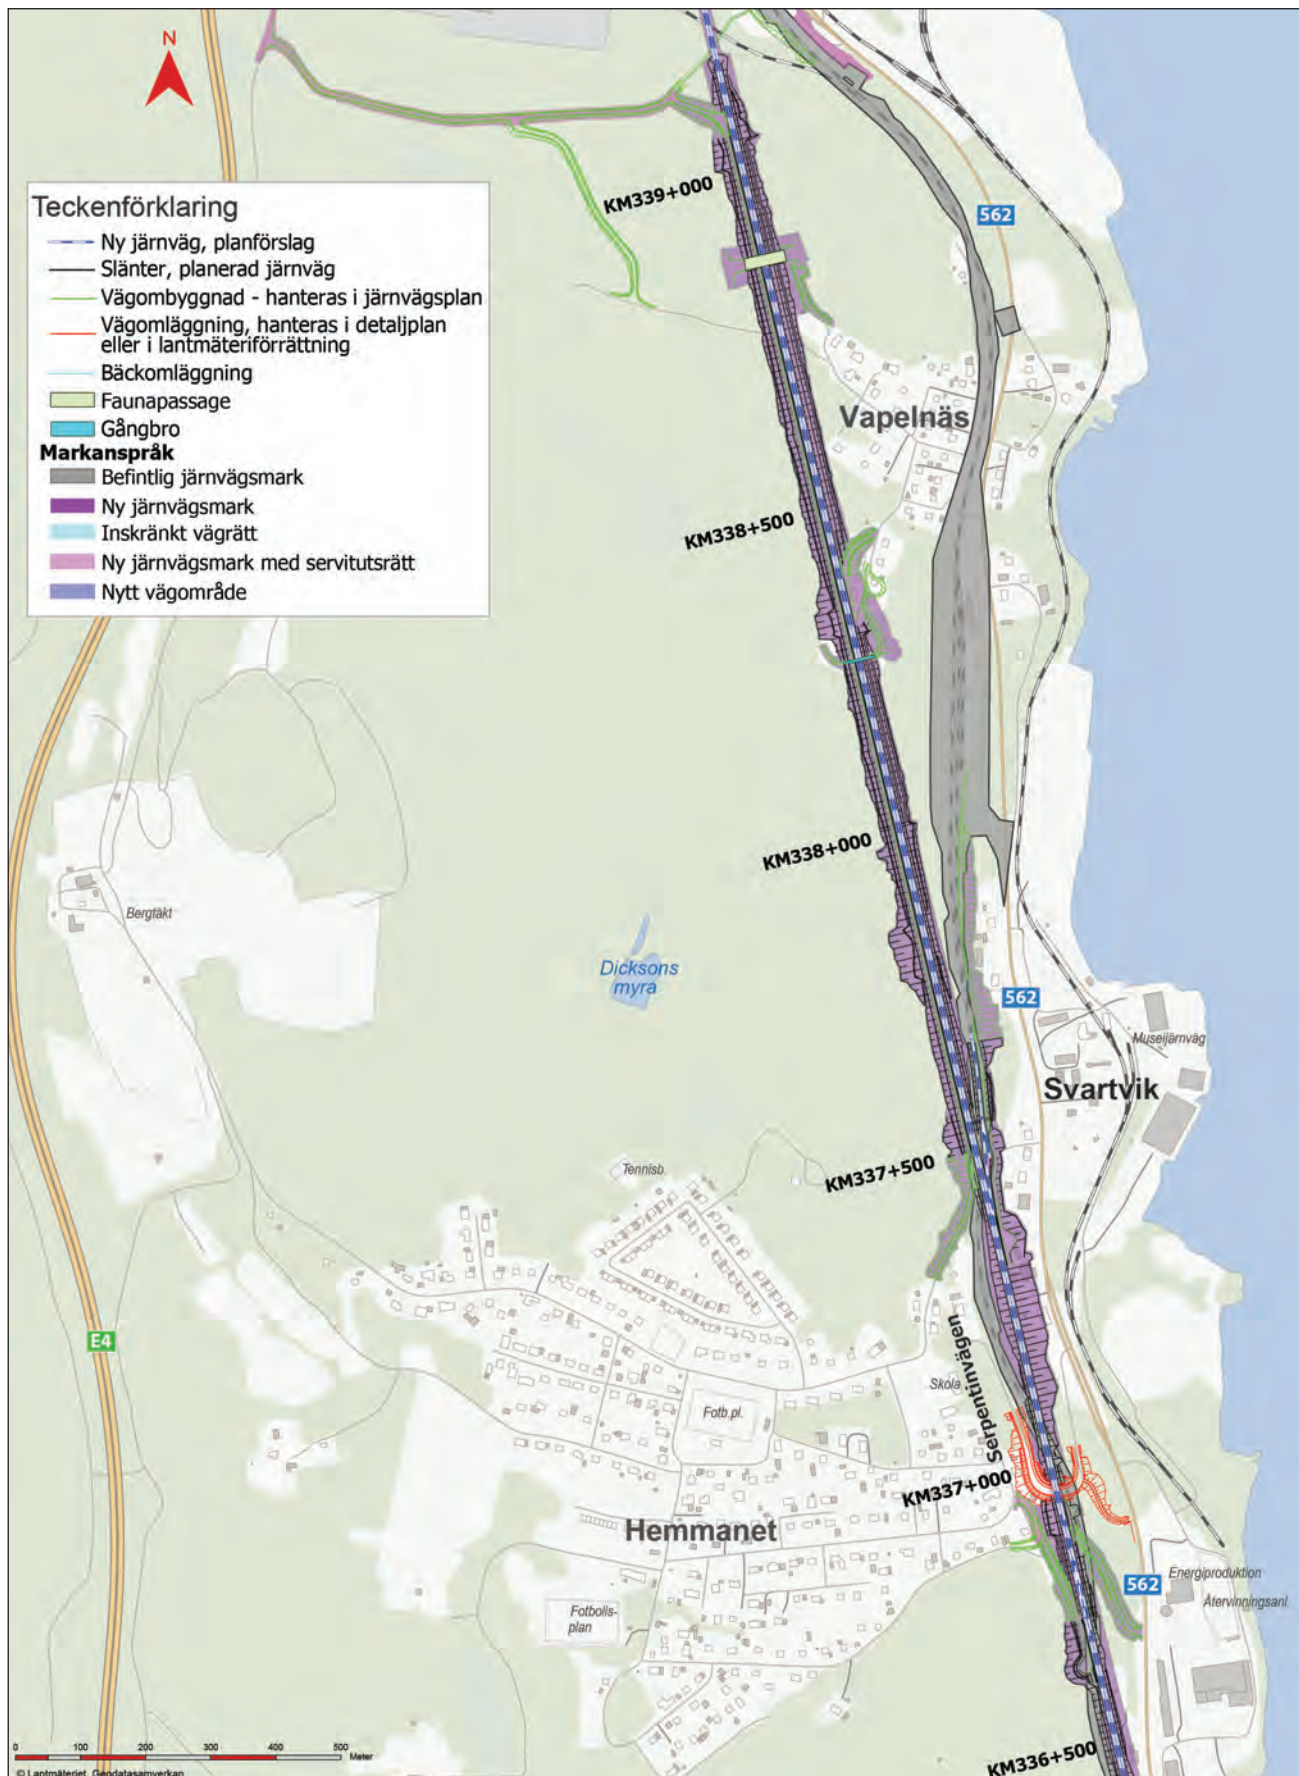 N
KM339+000
562
Teckenförklaring
Ny järnväg, planförslag
Slänter, planerad järnväg
Vägombyggnad - hanteras i järnvägsplan
Vägomläggning, hanteras i detaljplan
eller i lantmäteriförrättning
Bäckomläggning
Faunapassage
Gångbro
Markanspråk
Befintlig järnvägsmark
Ny järnvägsmark
Inskränkt vägrätt
Ny järnvägsmark med servitutsrätt
Nytt vägområde
Vapelnäs
KM338+500
KM338+000
Bergtäkt
Dicksons
myra
562
Museijärnväg
Svartvik
Tennisb.
KM337+500
E4
Serpentinvägen
Skola
Fotb.pl.
KM337+000
Hemmanet
562
Energiproduktion
Återvinningsanl
Fotbolls-
plan
KM336+500
0 100 200 300 400 500
Meter
© Lantmäteriet, Geodatasamverkan